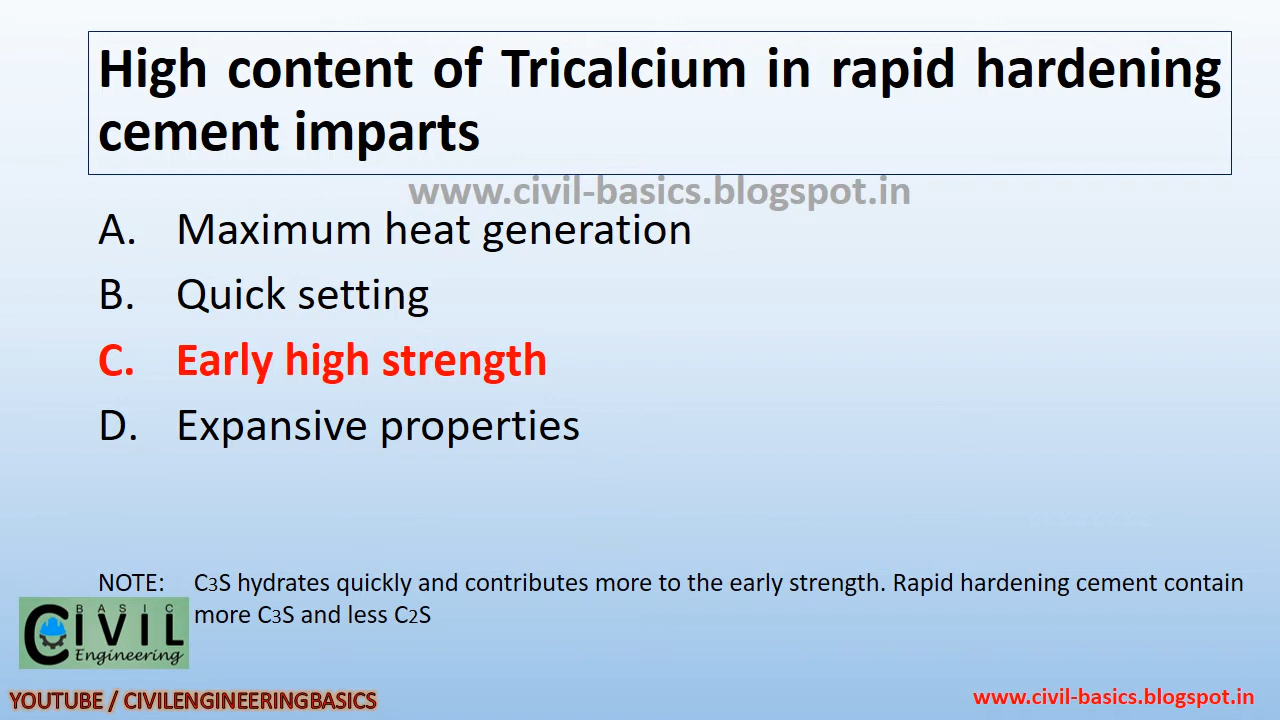 High content of Tricalcium in rapid hardening
cement imparts
www.civil-basics.blogspot.in
A. Maximum heat generation
B. Quick setting
C. Early high strength
D. Expansive properties
NOTE: C3S hydrates quickly and contributes more to the early strength. Rapid hardening cement contain
more C3S and less C2S
BASIC
CIVIL
Engineering
YOUTUBE / CIVILENGINEERINGBASICS
www.civil-basics.blogspot.in